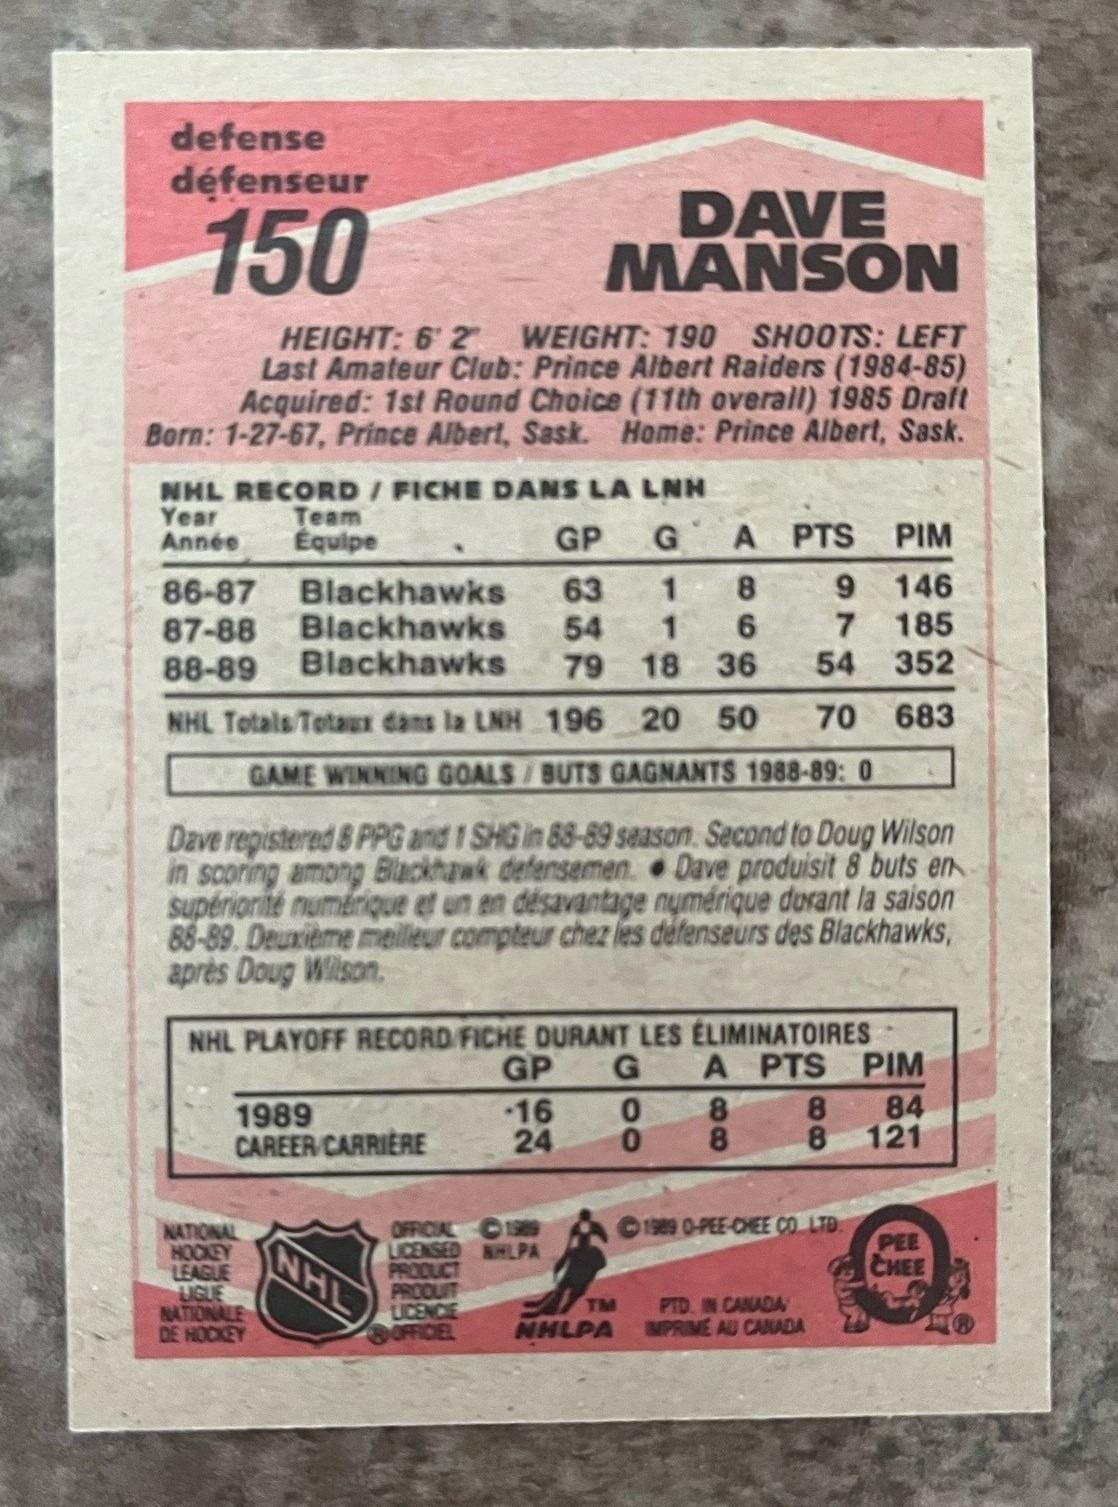 defense
défenseur
150
DAVE
MANSON
HEIGHT: 6' 2" WEIGHT: 190 SHOOTS: LEFT
Last Amateur Club: Prince Albert Raiders (1984-85)
Acquired: 1st Round Choice (11th overall) 1985 Draft
Born: 1-27-67, Prince Albert, Sask. Home: Prince Albert, Sask.
NHL RECORD / FICHE DANS LA LNH
Year Team
Année Équipe GP G A PTS PIM
86-87 Blackhawks 63 1 8 9 146
87-88 Blackhawks 54 1 6 7 185
88-89 Blackhawks 79 18 36 54 352
NHL Totals/Totaux dans la LNH 196 20 50 70 683
GAME WINNING GOALS / BUTS GAGNANTS 1988-89: 0
Dave registered 8 PPG and 1 SHG in 88-89 season. Second to Doug Wilson
in scoring among Blackhawk defensemen. • Dave produisit 8 buts en
supériorité numérique et un en désavantage numérique durant la saison
88-89. Deuxième meilleur compteur chez les défenseurs des Blackhawks,
après Doug Wilson.
NHL PLAYOFF RECORD/FICHE DURANT LES ÉLIMINATOIRES
GP G A PTS PIM
1989 16 0 8 8 84
CAREER/CARRIÈRE 24 0 8 8 121
NATIONAL
HOCKEY
LEAGUE
LIGUE
NATIONALE
DE HOCKEY
NHL
®
OFFICIAL
LICENSED
PRODUCT
PRODUIT
LICENCIÉ
OFFICIEL
©1989
NHLPA
TM
NHLPA
©1989 O-PEE-CHEE CO. LTD.
PTD. IN CANADA/
IMPRIMÉ AU CANADA
O
PEE
CHEE
®